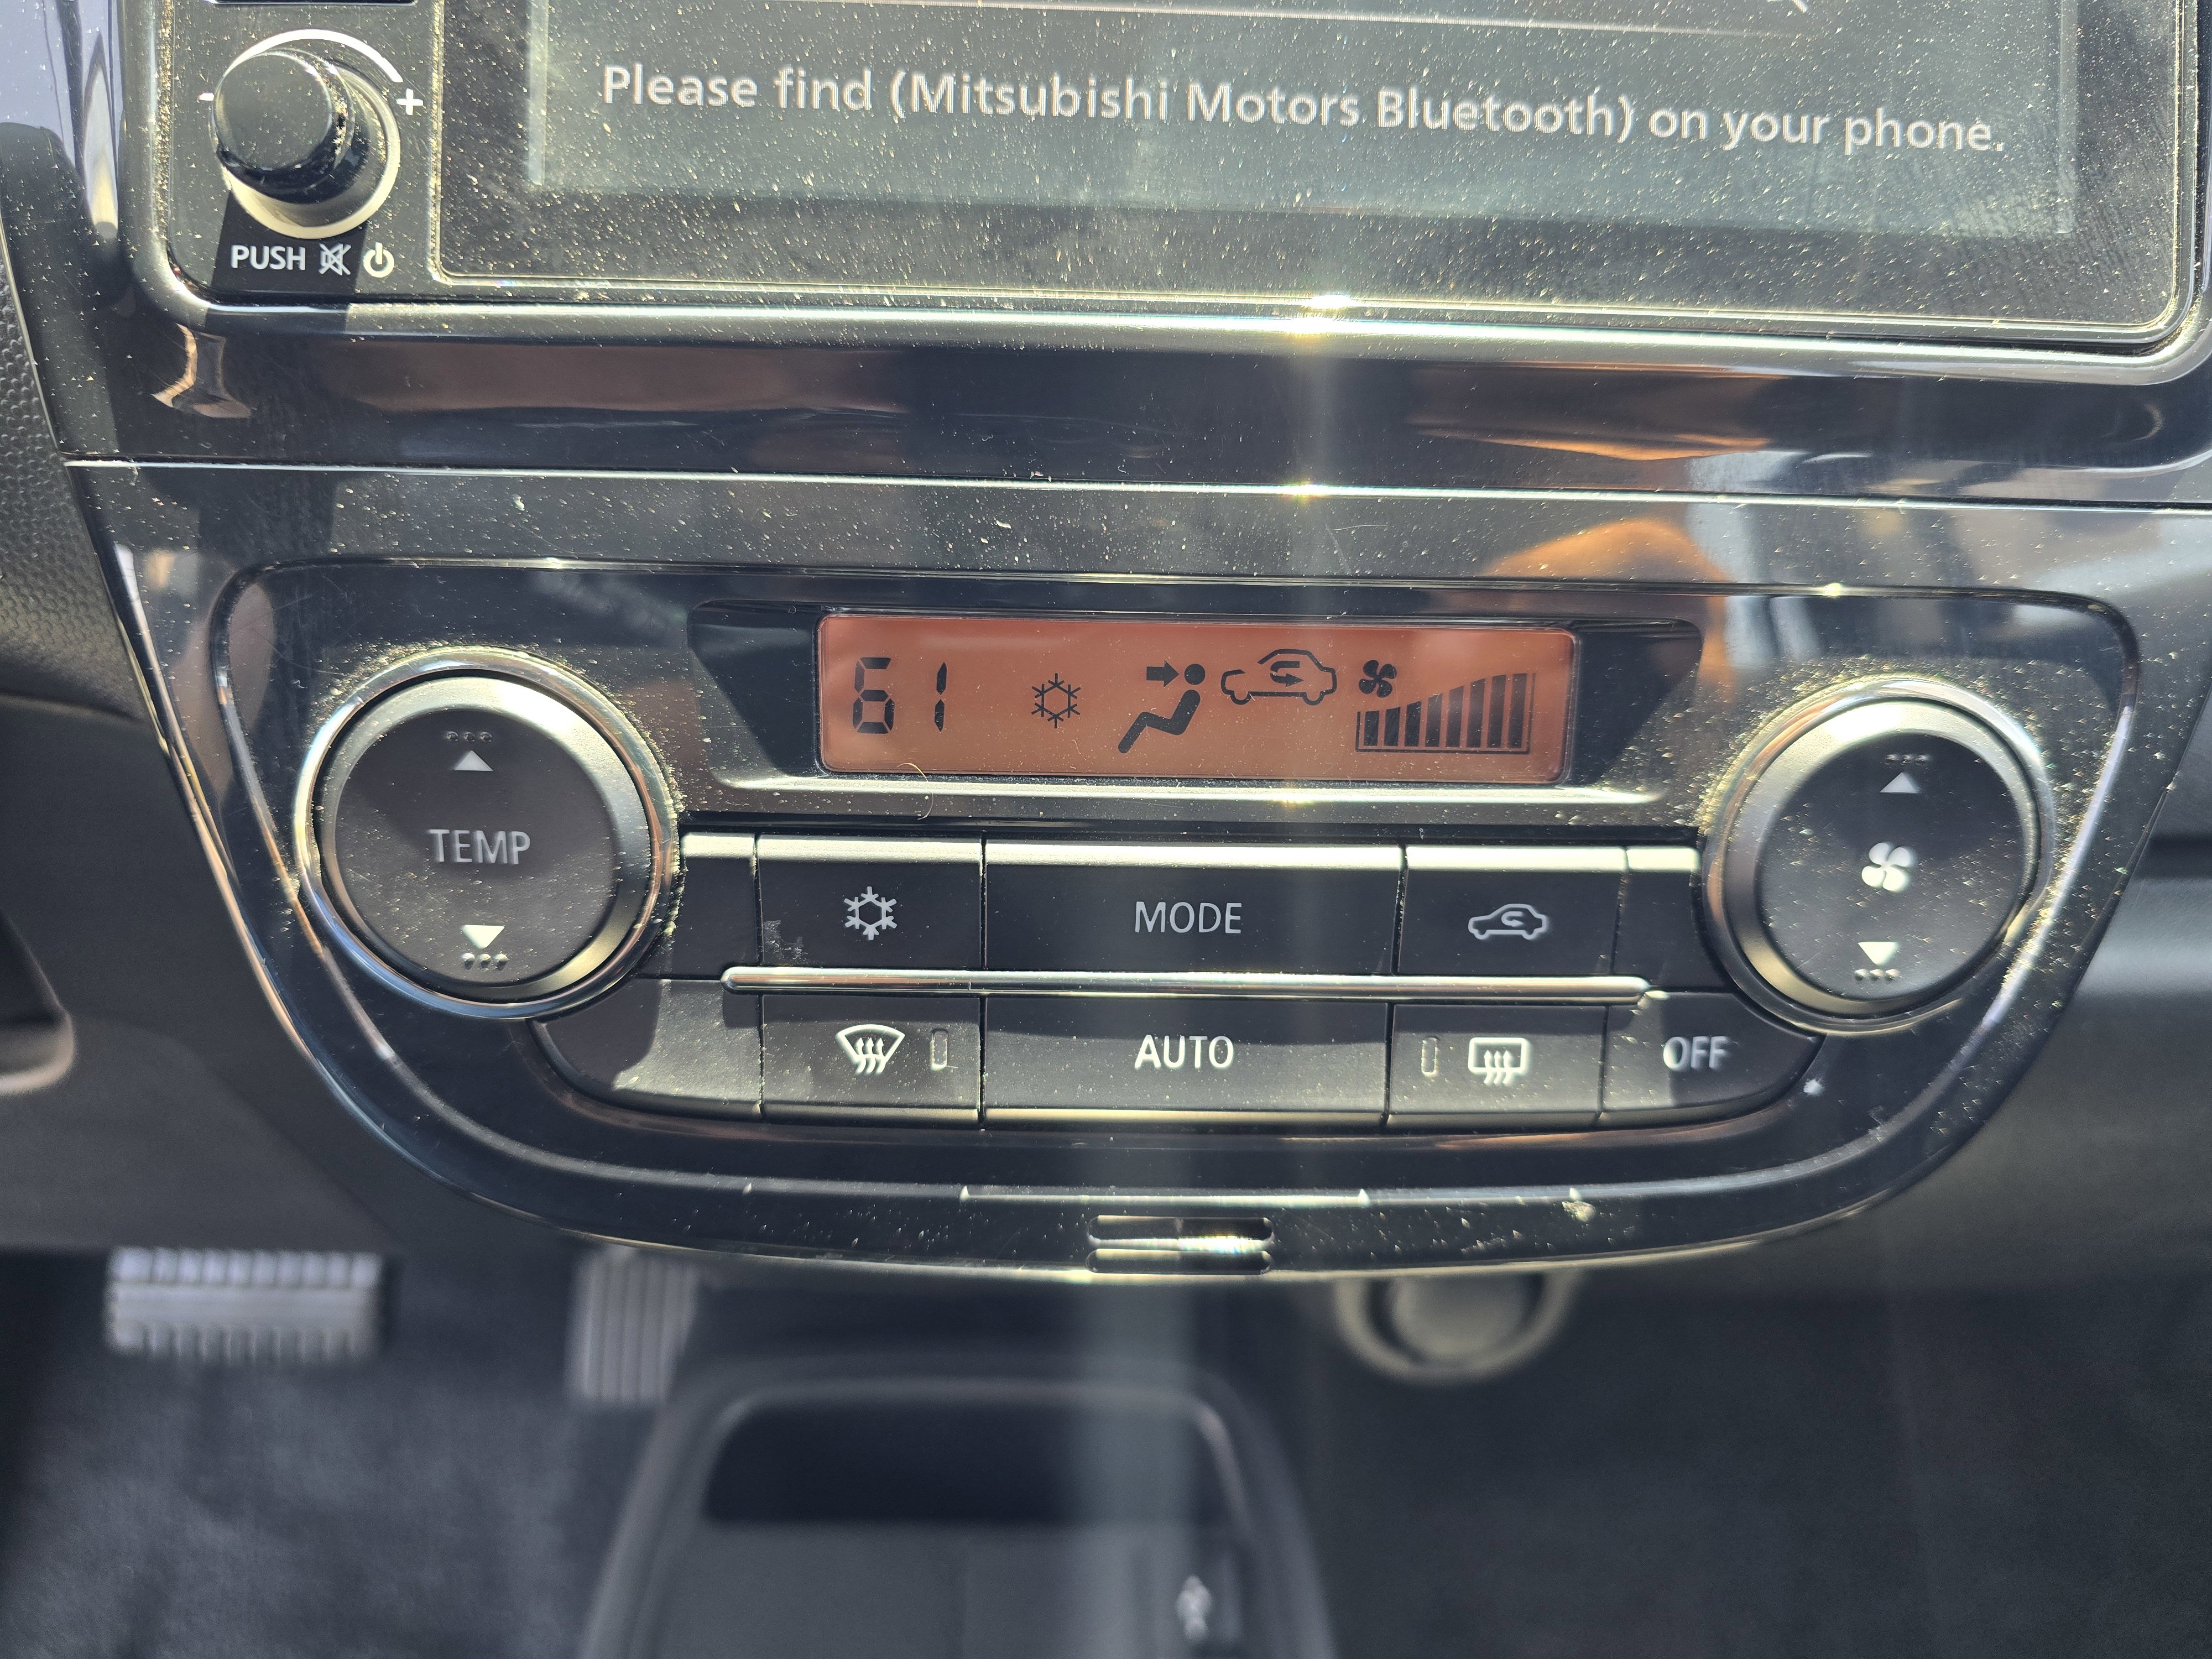 Please find (Mitsubishi Motors Bluetooth) on your phone.
- +
PUSH
61
TEMP
MODE
AUTO
OFF